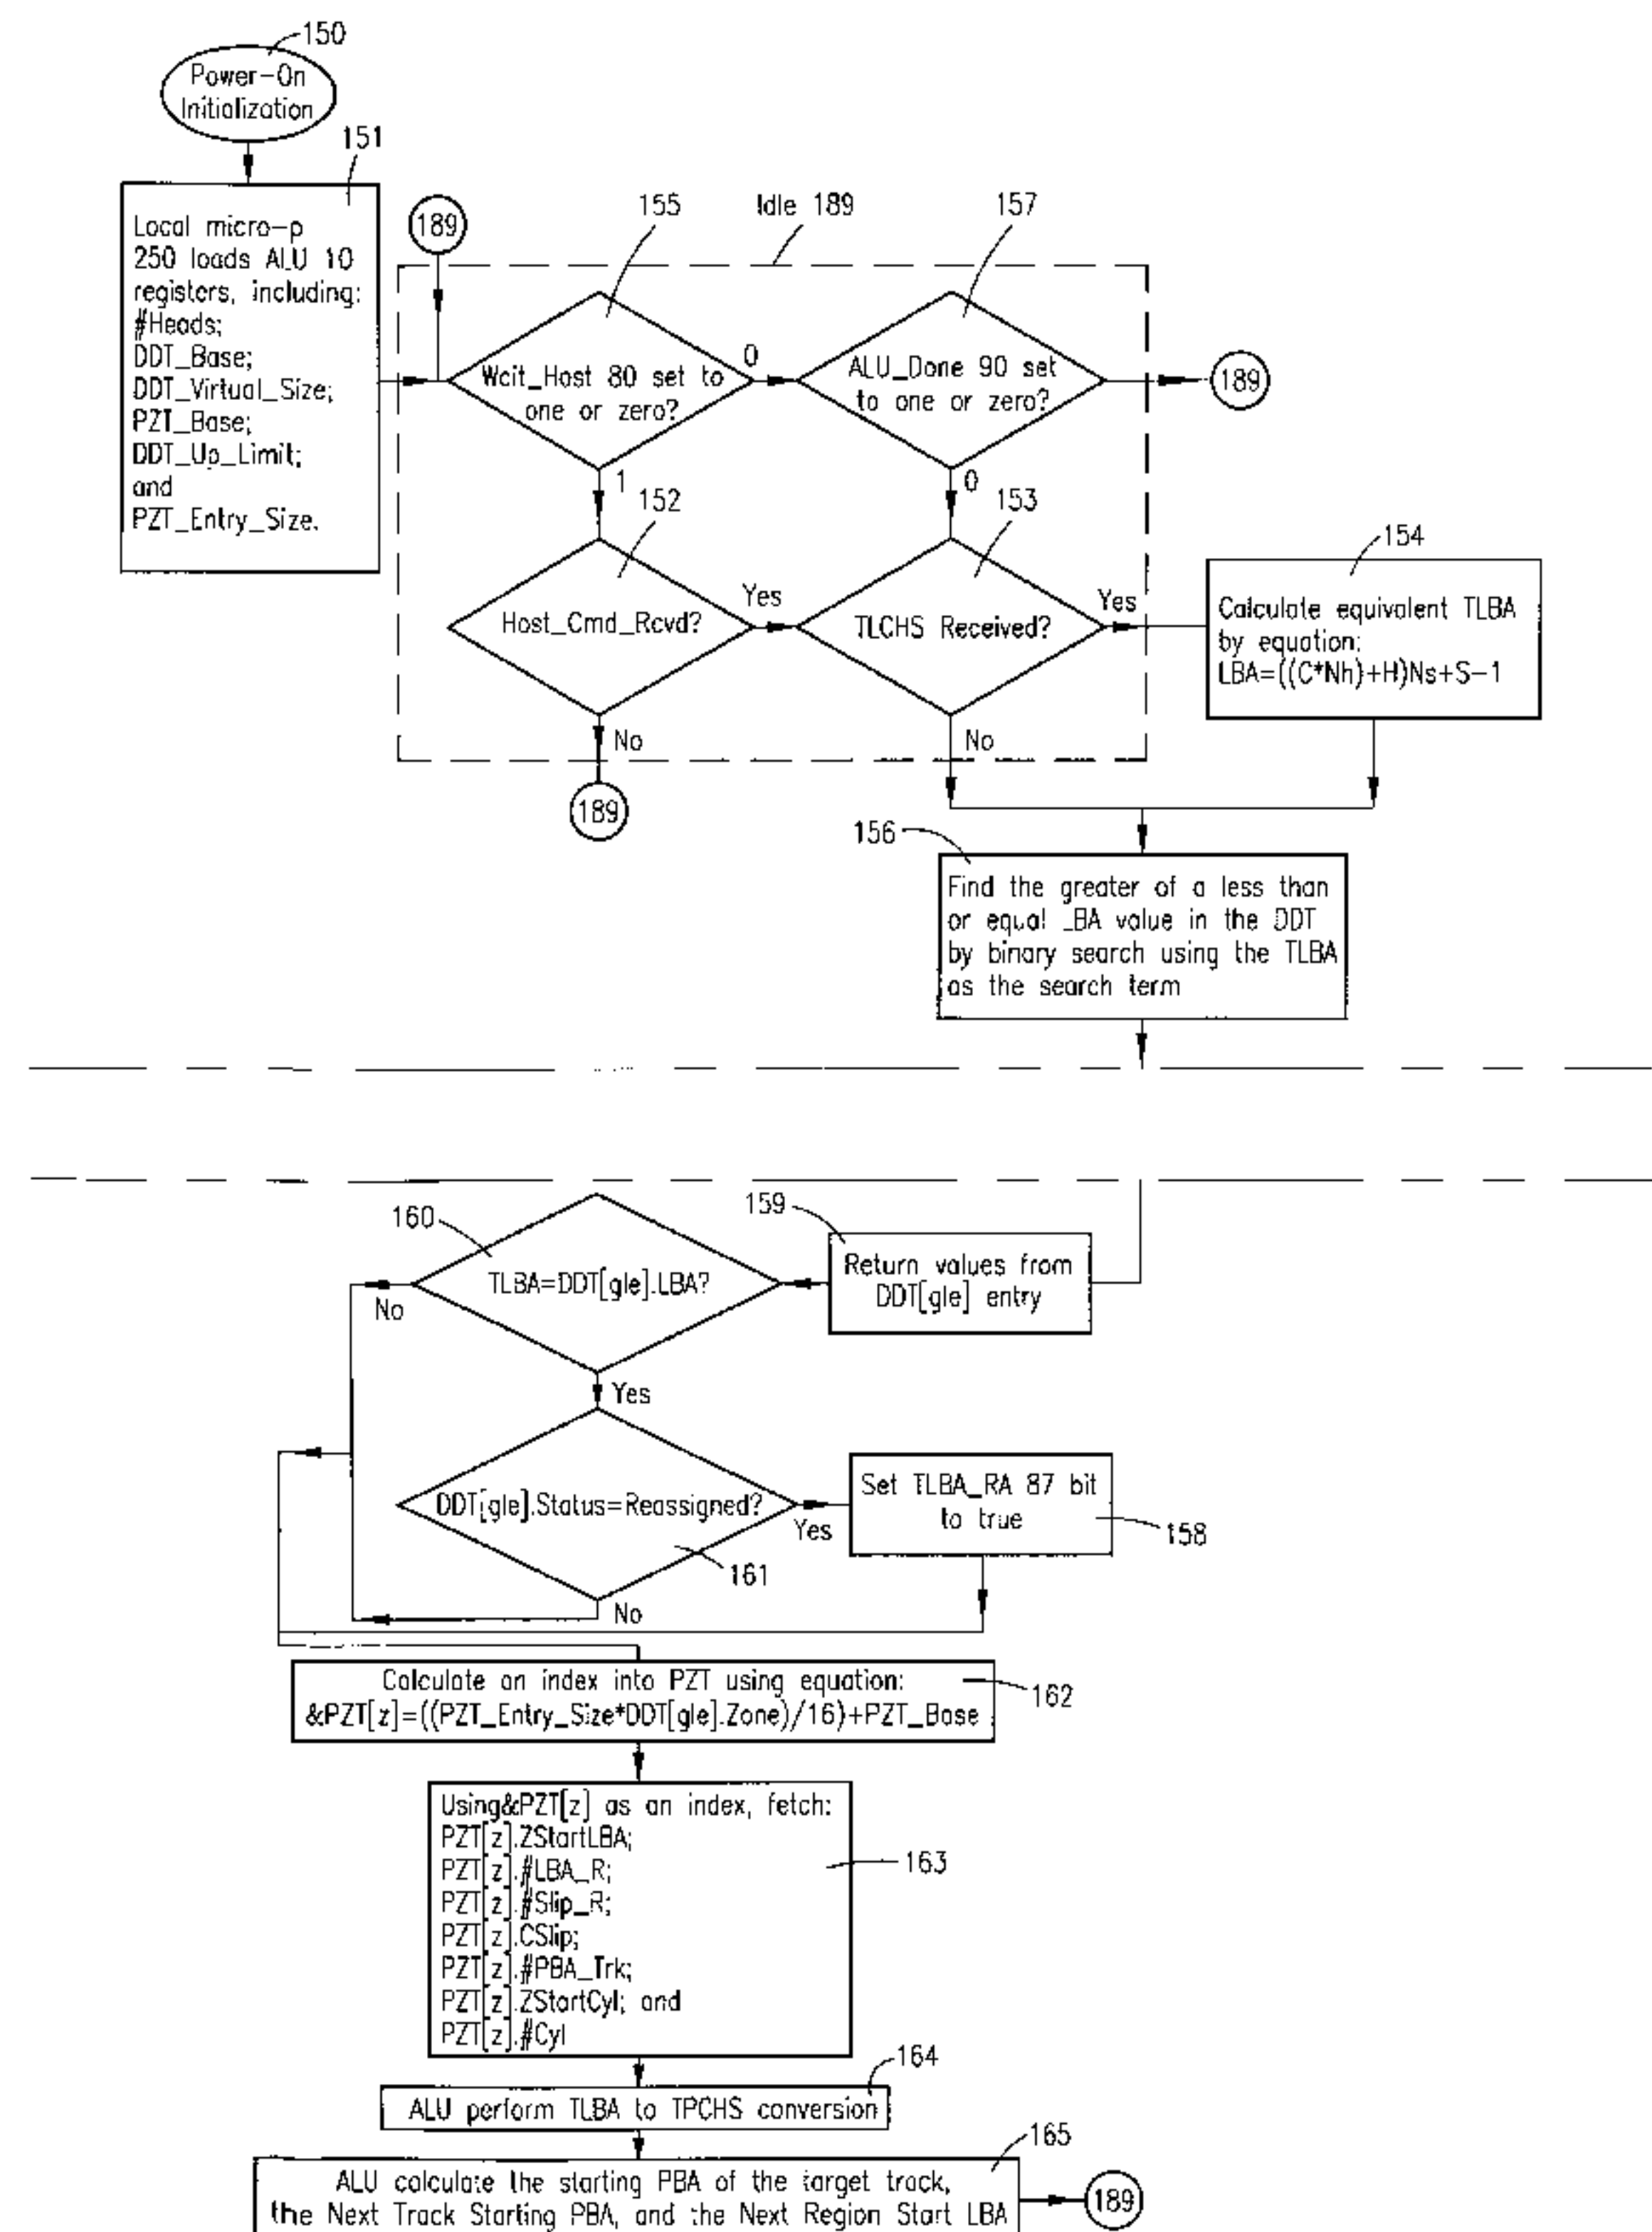 150
Power-On
Initialization
151
Local micro-p
250 loads ALU 10
registers, including:
#Heads;
DDT_Base;
DDT_Virtual_Size;
PZT_Base;
DDT_Up_Limit;
and
PZT_Entry_Size.
189
155
Idle 189
157
Wait_Host 80 set to
one or zero?
0
ALU_Done 90 set
to one or zero?
189
1
152
0
153
Host_Cmd_Rcvd?
Yes
TLCHS Received?
Yes
154
Calculate equivalent TLBA
by equation:
LBA=((C*Nh)+H)Ns+S-1
No
189
No
156
Find the greater of a less than
or equal LBA value in the DDT
by binary search using the TLBA
as the search term
160
TLBA=DDT[gle].LBA?
No
159
Return values from
DDT[gle] entry
Yes
DDT[gle].Status=Reassigned?
Yes
161
No
Set TLBA_RA 87 bit
to true
158
Calculate an index into PZT using equation:
&PZT[z]=((PZT_Entry_Size*DDT[gle].Zone)/16)+PZT_Base
162
Using&PZT[z] as an index, fetch:
PZT[z].ZStartLBA;
PZT[z].#LBA_R;
PZT[z].#Slip_R;
PZT[z].CSlip;
PZT[z].#PBA_Trk;
PZT[z].ZStartCyl; and
PZT[z].#Cyl
163
164
ALU perform TLBA to TPCHS conversion
165
ALU calculate the starting PBA of the target track,
the Next Track Starting PBA, and the Next Region Start LBA
189